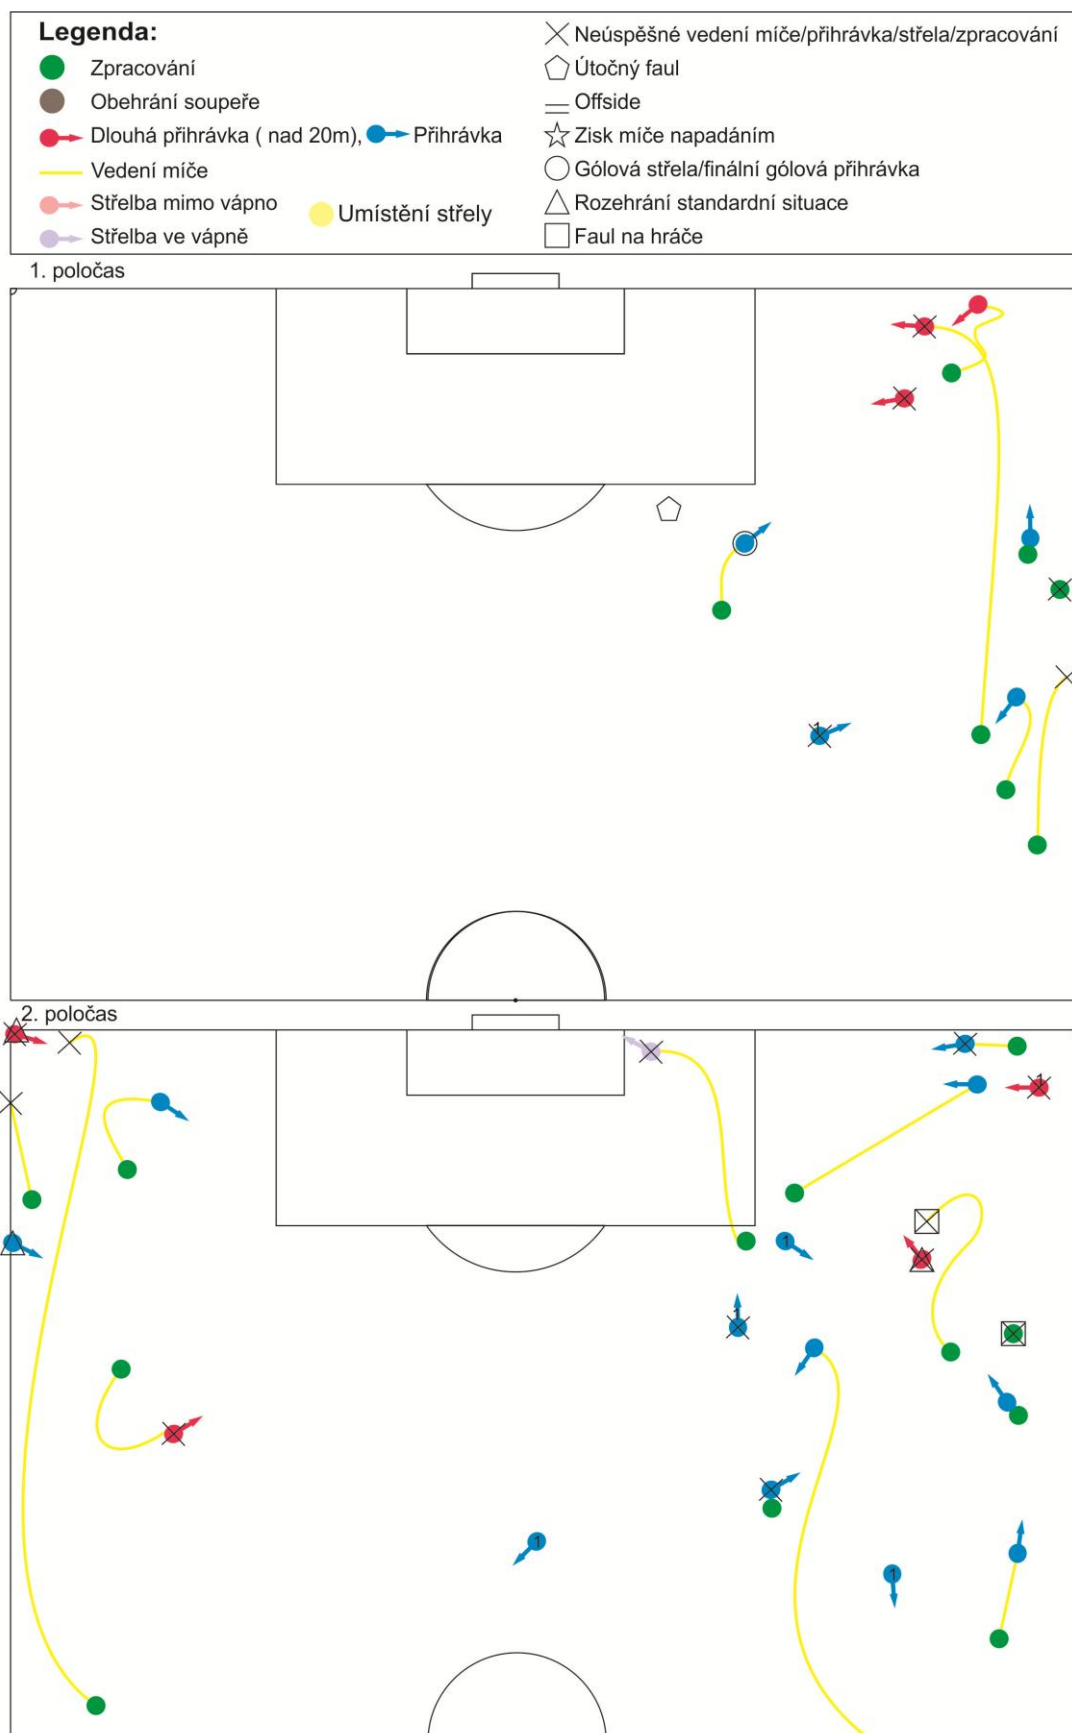 Legenda:
Zpracování
Obehrání soupeře
Dlouhá přihrávka ( nad 20m), Přihrávka
Vedení míče
Střelba mimo vápno
Umístění střely
Střelba ve vápně
Neúspěšné vedení míče/přihrávka/střela/zpracování
Útočný faul
Offside
Zisk míče napadáním
Gólová střela/finální gólová přihrávka
Rozehrání standardní situace
Faul na hráče
1. poločas
1
2. poločas
1
1
1
1
1